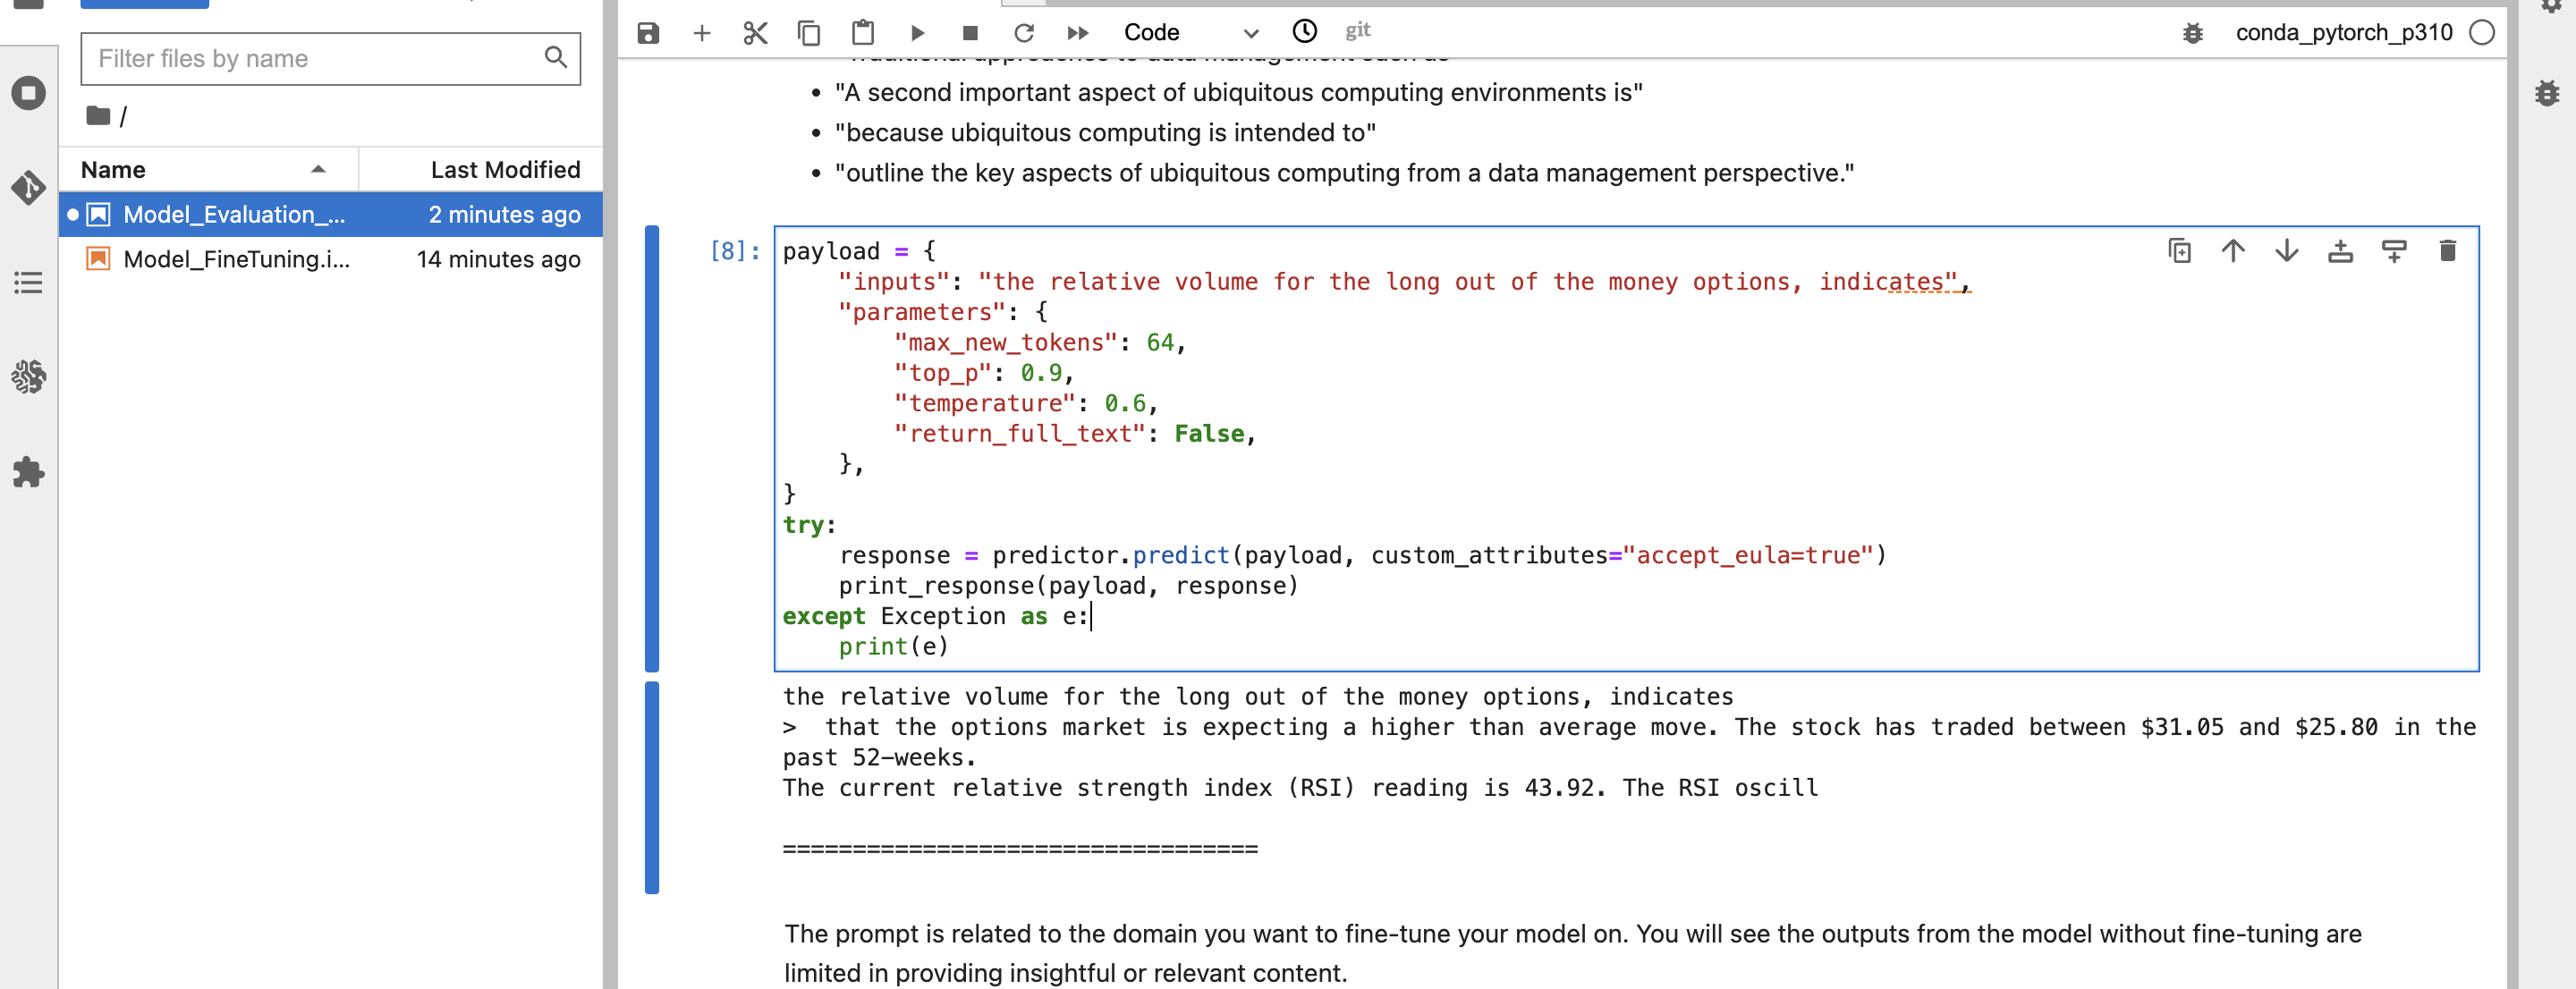 Filter files by name
/
Name Last Modified
Model_Evaluation_... 2 minutes ago
Model_FineTuning.i... 14 minutes ago
Code git conda_pytorch_p310
"Traditional approaches to data management such as"
• "A second important aspect of ubiquitous computing environments is"
• "because ubiquitous computing is intended to"
• "outline the key aspects of ubiquitous computing from a data management perspective."
[8]: payload = {
    "inputs": "the relative volume for the long out of the money options, indicates",
    "parameters": {
        "max_new_tokens": 64,
        "top_p": 0.9,
        "temperature": 0.6,
        "return_full_text": False,
    },
}
try:
    response = predictor.predict(payload, custom_attributes="accept_eula=true")
    print_response(payload, response)
except Exception as e:
    print(e)
the relative volume for the long out of the money options, indicates
>  that the options market is expecting a higher than average move. The stock has traded between $31.05 and $25.80 in the
past 52-weeks.
The current relative strength index (RSI) reading is 43.92. The RSI oscill
==================================
The prompt is related to the domain you want to fine-tune your model on. You will see the outputs from the model without fine-tuning are
limited in providing insightful or relevant content.